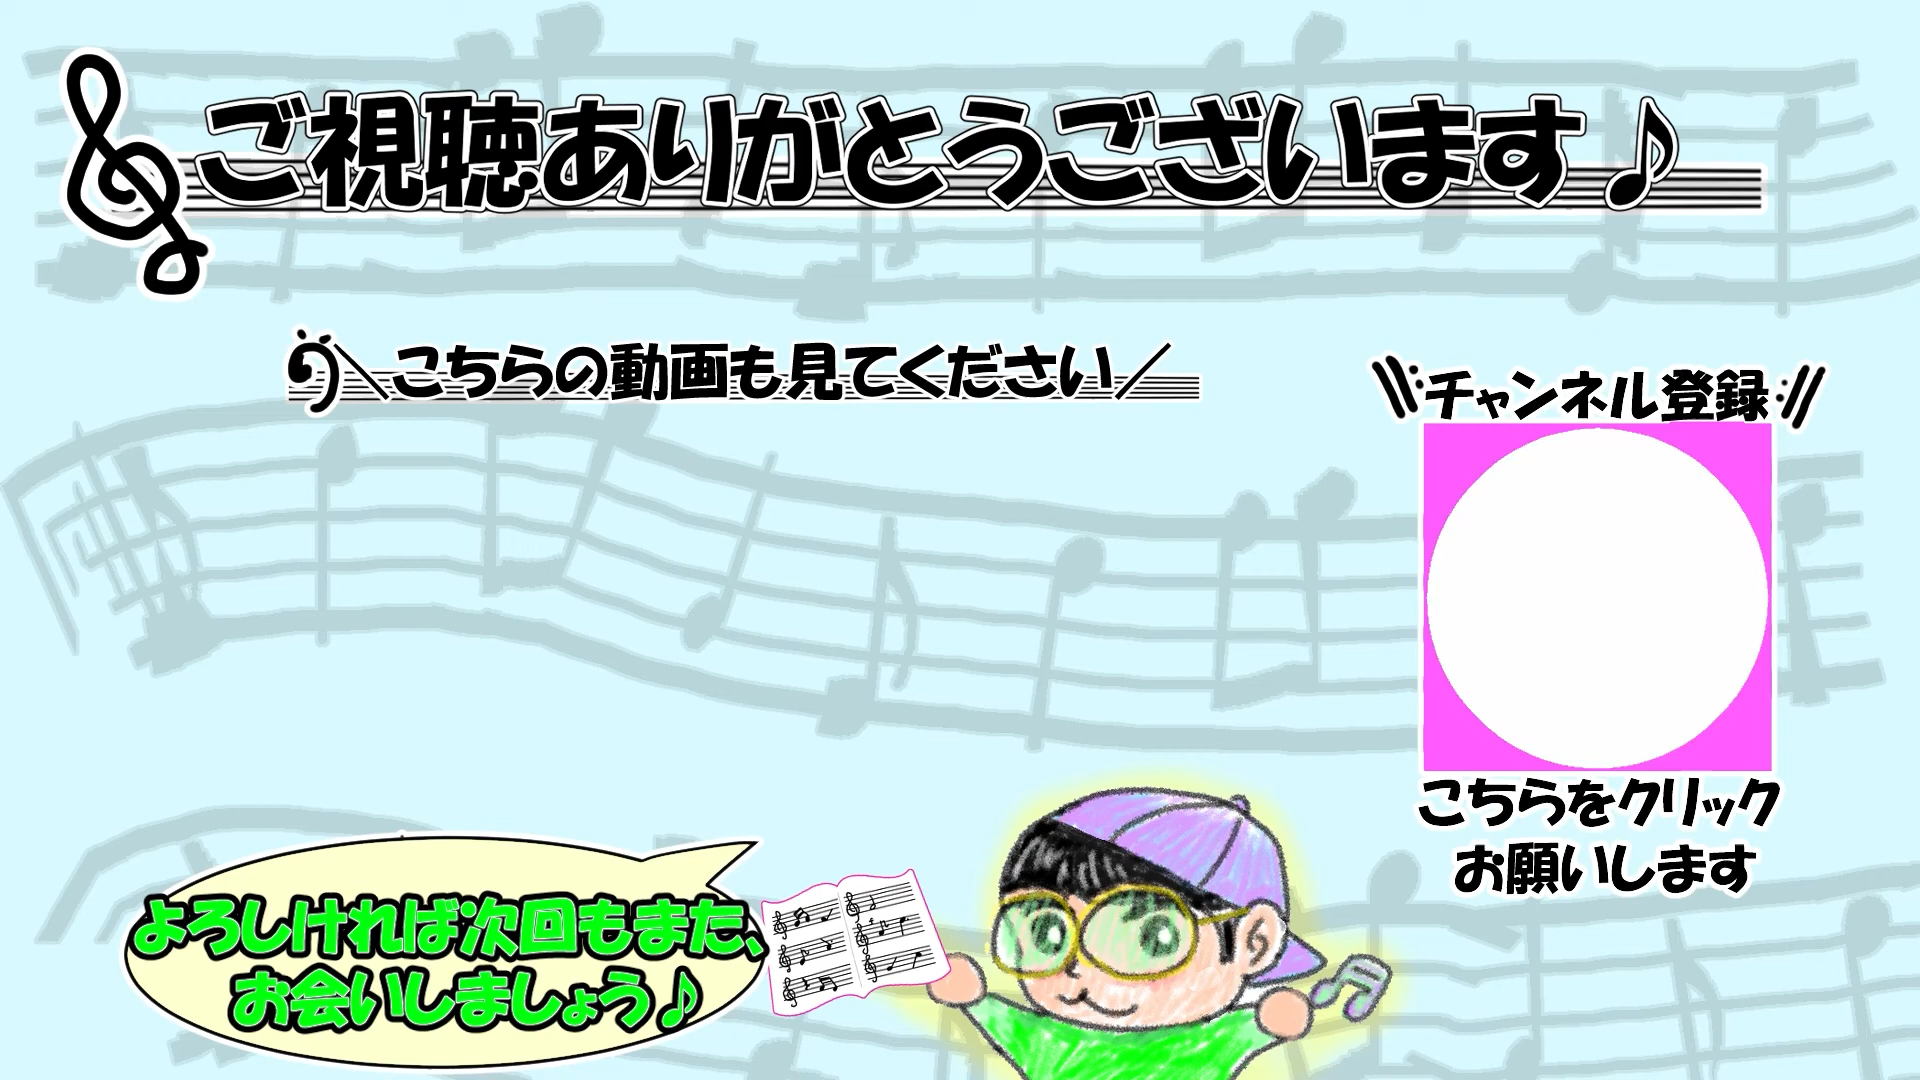 ご視聴ありがとうございます♪
＼こちらの動画も見てください／
チャンネル登録
こちらをクリック
お願いします
よろしければ次回もまた、
お会いしましょう♪